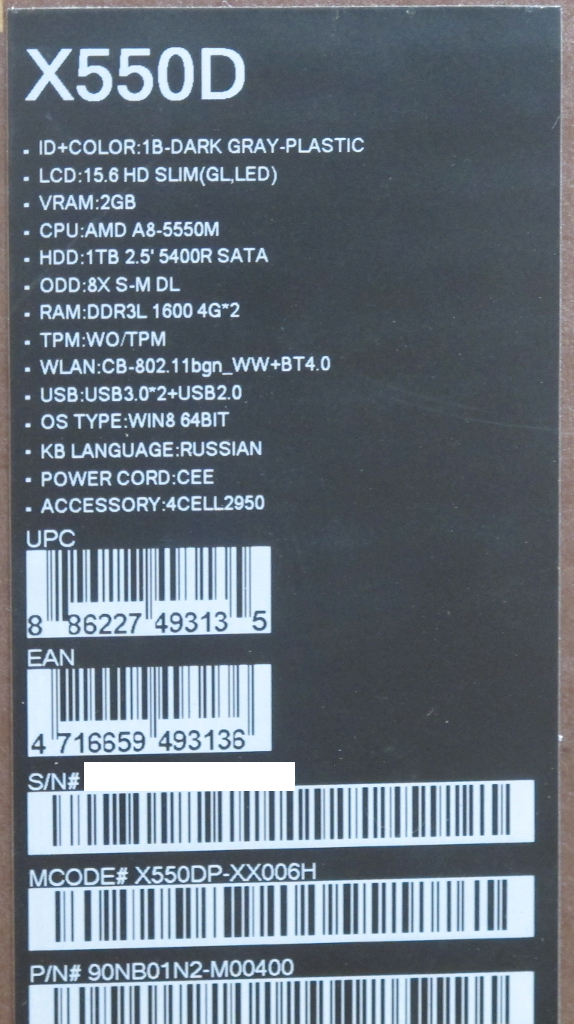 X550D
. ID+COLOR:1B-DARK GRAY-PLASTIC
. LCD:15.6 HD SLIM(GL,LED)
. VRAM:2GB
. CPU:AMD A8-5550M
. HDD:1TB 2.5' 5400R SATA
. ODD:8X S-M DL
. RAM:DDR3L 1600 4G*2
. TPM:WO/TPM
. WLAN:CB-802.11bgn_WW+BT4.0
. USB:USB3.0*2+USB2.0
. OS TYPE:WIN8 64BIT
. KB LANGUAGE:RUSSIAN
. POWER CORD:CEE
. ACCESSORY:4CELL2950
UPC
8 86227 49313 5
EAN
4 716659 493136
S/N#
MCODE# X550DP-XX006H
P/N# 90NB01N2-M00400